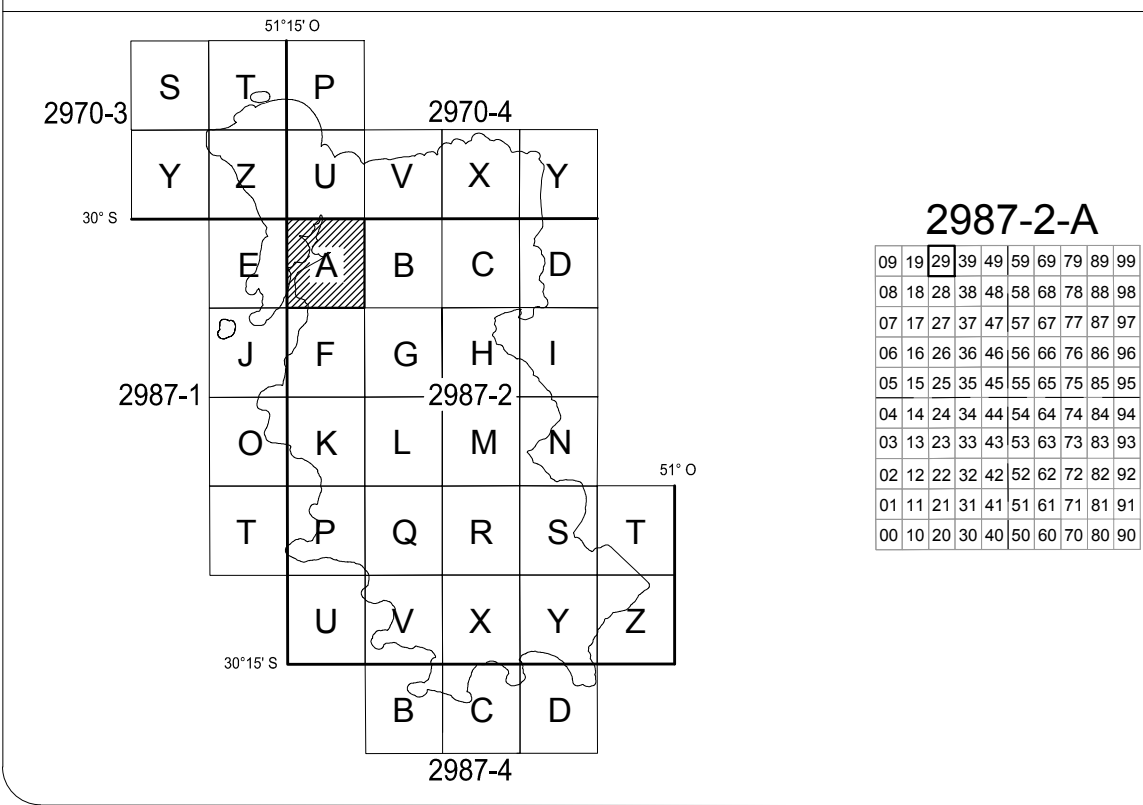 51°15' O
S T P
2970-3 2970-4
Y Z U V X Y
30° S
E A B C D
J F G H I
2987-1 2987-2
O K L M N
51° O
T P Q R S T
U V X Y Z
30°15' S
B C D
2987-4
2987-2-A
09 19 29 39 49 59 69 79 89 99
08 18 28 38 48 58 68 78 88 98
07 17 27 37 47 57 67 77 87 97
06 16 26 36 46 56 66 76 86 96
05 15 25 35 45 55 65 75 85 95
04 14 24 34 44 54 64 74 84 94
03 13 23 33 43 53 63 73 83 93
02 12 22 32 42 52 62 72 82 92
01 11 21 31 41 51 61 71 81 91
00 10 20 30 40 50 60 70 80 90